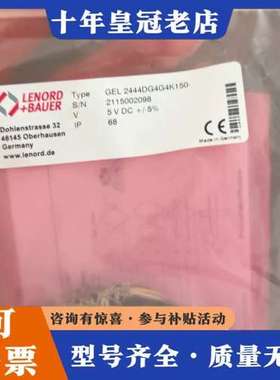 十年皇冠老店
LENORD
+BAUER
Dohlenstrasse 32
46145 Oberhausen
Germany
www.lenord.de
Type GEL 2444DG4G4K150
S/N 2115002098
V 5 V DC +/-5%
IP 68
CE
Made in Germany
咨询有惊喜·参与补贴活动
型号齐全·质量保证